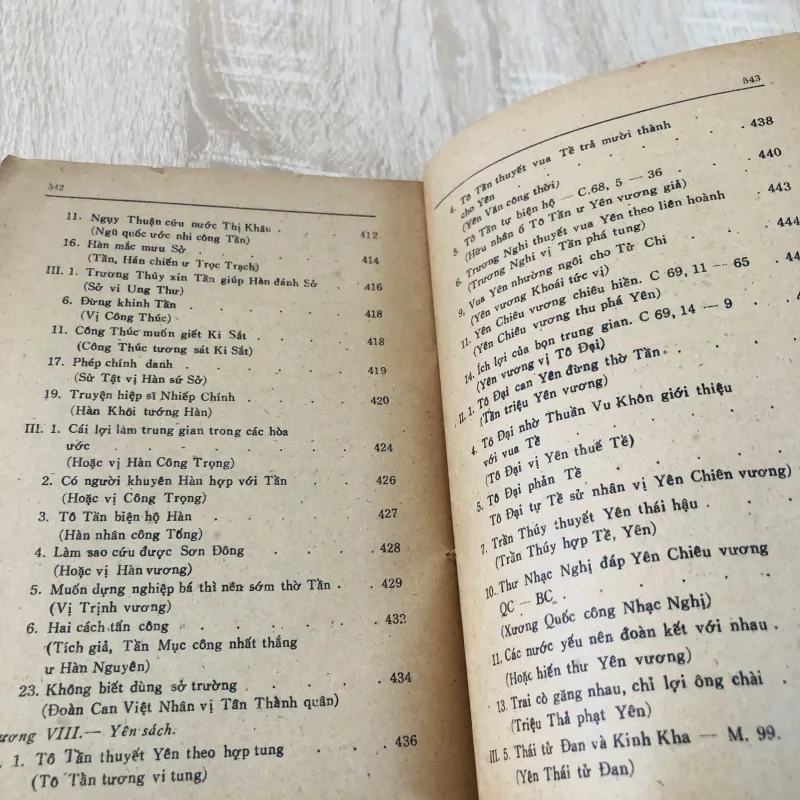 542
11. Ngụy Thuận cứu nước Thị Khâu . 412
(Ngũ quốc ước nhi công Tần)
16. Hàn mắc mưu Sở . . . . 414
(Tần, Hán chiến ư Trọc Trạch)
III. 1. Trương Thúy xin Tần giúp Hàn đánh Sở . 416
(Sở vi Ung Thư)
6. Đừng khinh Tần . . . . 418
(Vị Công Thúc)
11. Công Thúc muốn giết Ki Sắt . . 418
(Công Thúc tương sát Ki Sắt)
17. Phép chính danh . . . . 419
(Sử Tật vị Hàn sứ Sở)
19. Truyện hiệp sĩ Nhiếp Chính . . 420
(Hàn Khôi tướng Hàn)
III. 1. Cái lợi làm trung gian trong các hòa
ước . . . . 424
(Hoặc vị Hàn Công Trọng)
2. Có người khuyên Hàn hợp với Tần . 426
(Hoặc vị Công Trọng)
3. Tô Tần biện hộ Hàn . . . 427
(Hàn nhân công Tống)
4. Làm sao cứu được Sơn Đông . . 428
(Hoặc vị Hàn vương)
5. Muốn dựng nghiệp bá thì nên sớm thờ Tần . . 429
(Vị Trịnh vương)
6. Hai cách tấn công . . . . 432
(Tích giả, Tần Mục công nhất thắng
ư Hàn Nguyên)
23. Không biết dùng sở trường . . . . 434
(Đoàn Can Việt Nhân vị Tân Thành quân)
ương VIII.— Yên sách.
. 1. Tô Tần thuyết Yên theo hợp tung . . 436
(Tô Tần tương vi tung)
543
4. Tô Tần thuyết vua Tề trả mười thành
cho Yên . . . . . 438
(Yên Văn công thời)
5. Tô Tần tự biện hộ — C.68, 5 — 36 . 440
(Hữu nhân ố Tô Tần ư Yên vương giả)
6. Trương Nghi thuyết vua Yên theo liên hoành 443
(Trương Nghi vị Tần phá tung)
9. Vua Yên nhường ngôi cho Tử Chi . 444
(Yên vương Khoái tức vị)
11. Yên Chiêu vương chiêu hiền. C 69, 11 — 65
(Yên Chiêu vương thu phá Yên)
14. Ích lợi của bọn trung gian. C 69, 14 — 9 .
(Yên vương vị Tô Đại)
II. 1. Tô Đại can Yên đừng thờ Tần . .
(Tần triệu Yên vương)
4. Tô Đại nhờ Thuần Vu Khôn giới thiệu
với vua Tề . . . .
(Tô Đại vị Yên thuế Tề)
5. Tô Đại phản Tề . . .
Tô Đại tự Tề sử nhân vị Yên Chiên vương)
7. Trần Thúy thuyết Yên thái hậu . .
(Trần Thúy hợp Tề, Yên)
10. Thư Nhạc Nghị đáp Yên Chiêu vương
QC — BC . . . .
(Xương Quốc công Nhạc Nghị)
11. Các nước yếu nên đoàn kết với nhau .
(Hoặc hiến thư Yên vương)
13. Trai cò gặng nhau, chỉ lợi ông chài .
(Triệu Thả phạt Yên)
III. 5. Thái tử Đan và Kinh Kha — M. 99.
(Yên Thái tử Đan)